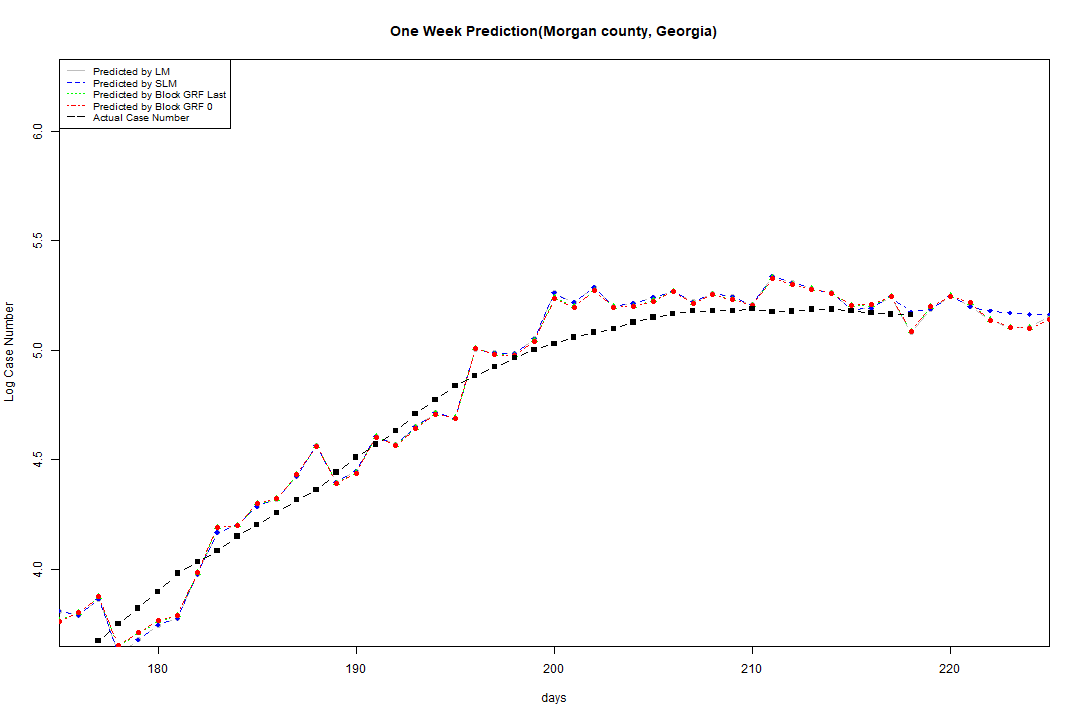 One Week Prediction(Morgan county, Georgia)
Predicted by LM
Predicted by SLM
Predicted by Block GRF Last
Predicted by Block GRF 0
Actual Case Number
6.0
5.5
5.0
4.5
4.0
Log Case Number
180 190 200 210 220
days